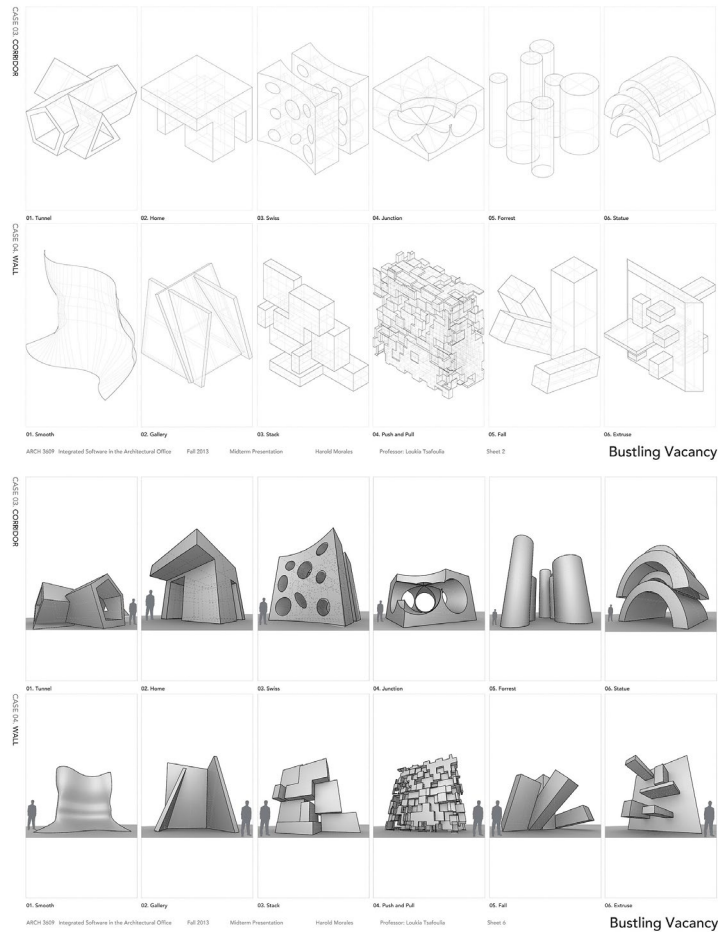 CASE 03. CORRIDOR
01. Tunnel
02. Home
03. Swiss
04. Junction
05. Forrest
06. Statue
CASE 04. WALL
01. Smooth
02. Gallery
03. Stack
04. Push and Pull
05. Fall
06. Extruse
ARCH 3609 Integrated Software in the Architectural Office Fall 2013 Midterm Presentation Harold Morales Professor: Loukia Tsafoulia Sheet 2 Bustling Vacancy
CASE 03. CORRIDOR
01. Tunnel
02. Home
03. Swiss
04. Junction
05. Forrest
06. Statue
CASE 04. WALL
01. Smooth
02. Gallery
03. Stack
04. Push and Pull
05. Fall
06. Extruse
ARCH 3609 Integrated Software in the Architectural Office Fall 2013 Midterm Presentation Harold Morales Professor: Loukia Tsafoulia Sheet 6 Bustling Vacancy